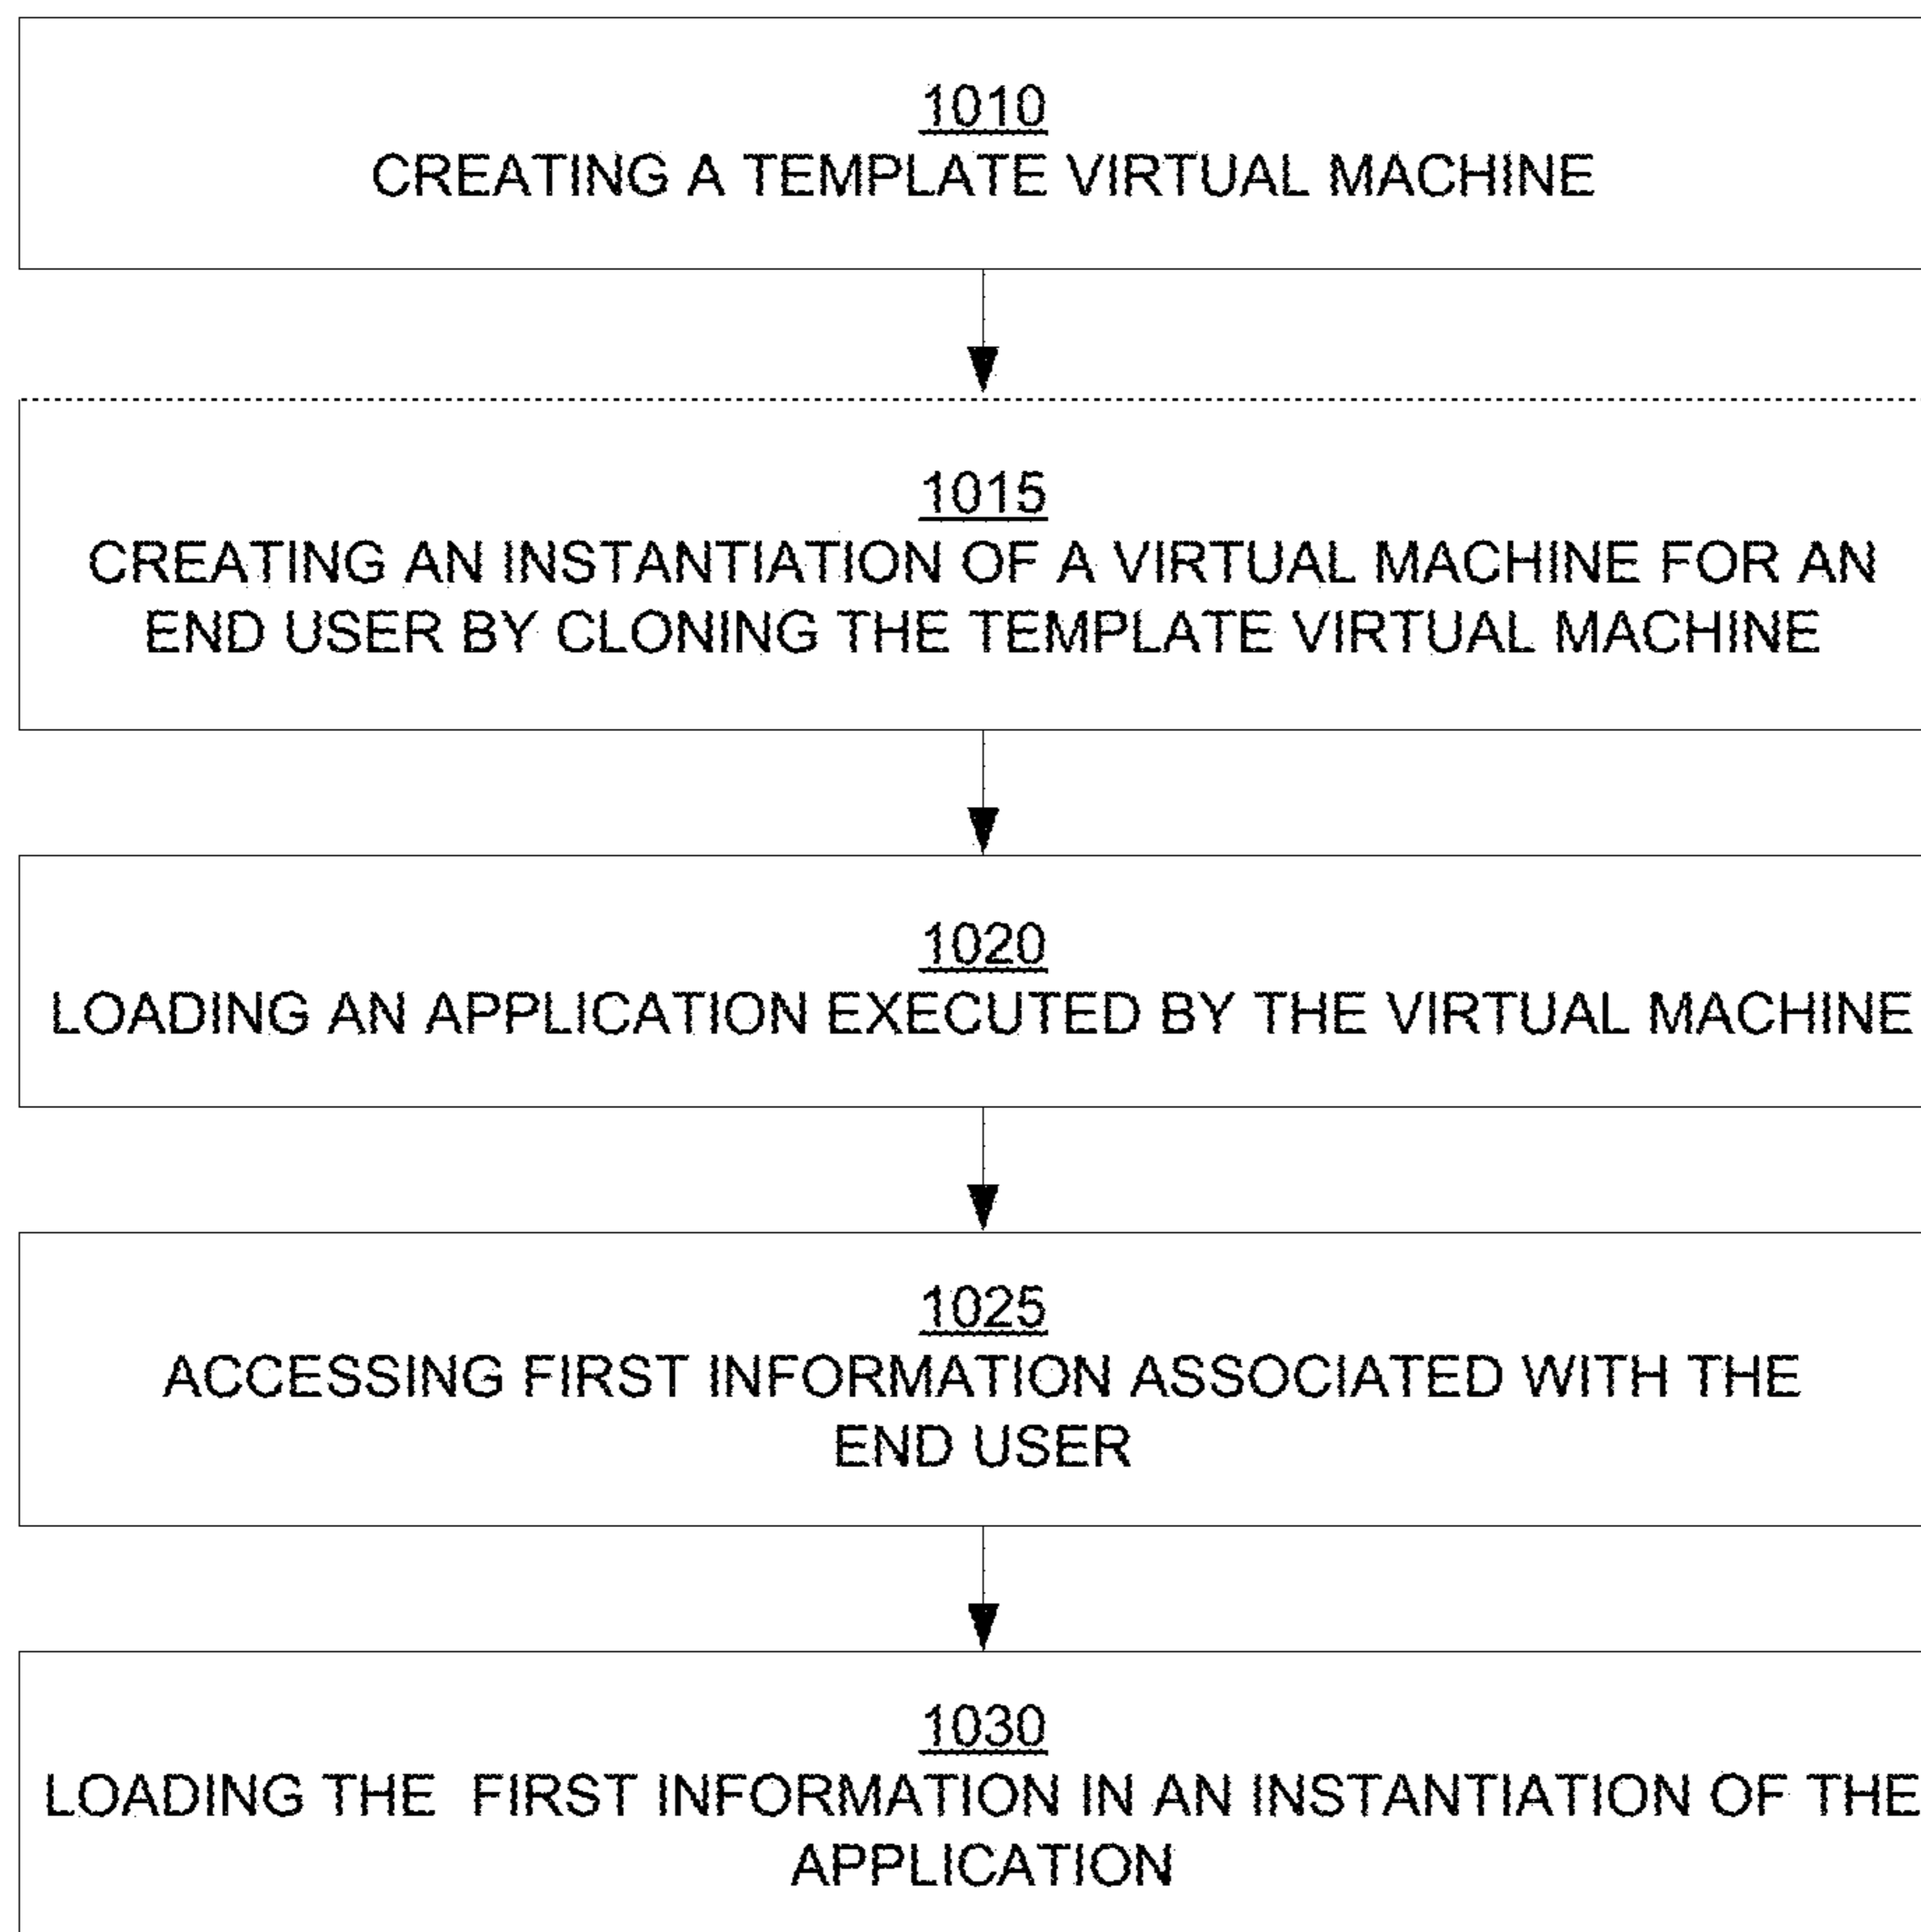 1010
CREATING A TEMPLATE VIRTUAL MACHINE
1015
CREATING AN INSTANTIATION OF A VIRTUAL MACHINE FOR AN
END USER BY CLONING THE TEMPLATE VIRTUAL MACHINE
1020
LOADING AN APPLICATION EXECUTED BY THE VIRTUAL MACHINE
1025
ACCESSING FIRST INFORMATION ASSOCIATED WITH THE
END USER
1030
LOADING THE FIRST INFORMATION IN AN INSTANTIATION OF THE
APPLICATION